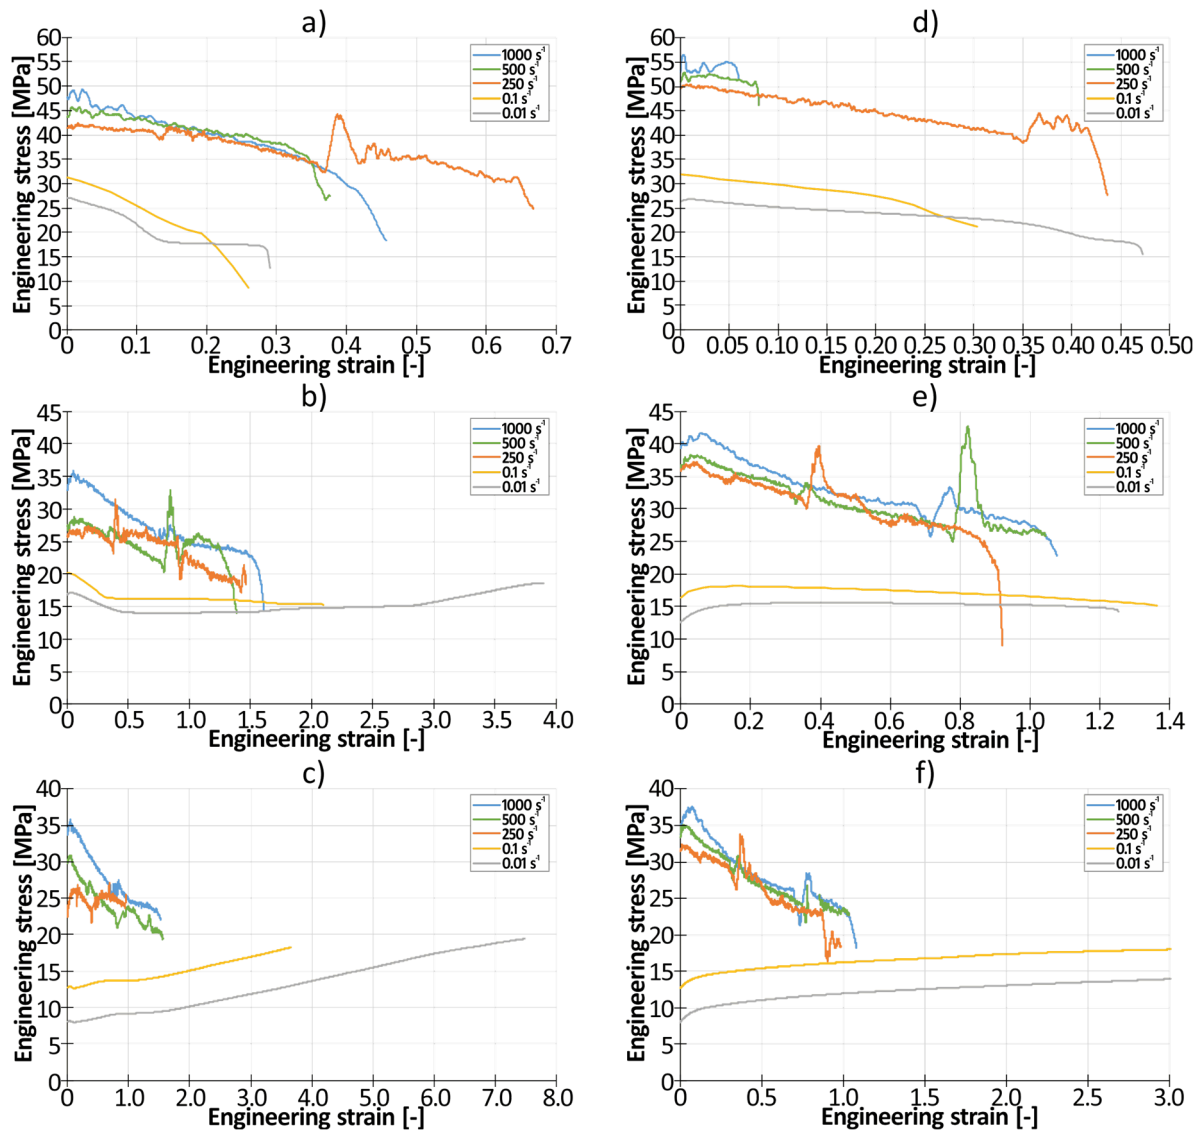 a)
Engineering stress [MPa]
60
55
50
45
40
35
30
25
20
15
10
5
0
1000 s⁻¹
500 s⁻¹
250 s⁻¹
0.1 s⁻¹
0.01 s⁻¹
0 0.1 0.2 0.3 0.4 0.5 0.6 0.7
Engineering strain [-]
d)
Engineering stress [MPa]
60
55
50
45
40
35
30
25
20
15
10
5
0
1000 s⁻¹
500 s⁻¹
250 s⁻¹
0.1 s⁻¹
0.01 s⁻¹
0 0.05 0.10 0.15 0.20 0.25 0.30 0.35 0.40 0.45 0.50
Engineering strain [-]
b)
Engineering stress [MPa]
45
40
35
30
25
20
15
10
5
0
1000 s⁻¹
500 s⁻¹
250 s⁻¹
0.1 s⁻¹
0.01 s⁻¹
0 0.5 1.0 1.5 2.0 2.5 3.0 3.5 4.0
Engineering strain [-]
e)
Engineering stress [MPa]
45
40
35
30
25
20
15
10
5
0
1000 s⁻¹
500 s⁻¹
250 s⁻¹
0.1 s⁻¹
0.01 s⁻¹
0 0.2 0.4 0.6 0.8 1.0 1.2 1.4
Engineering strain [-]
c)
Engineering stress [MPa]
40
35
30
25
20
15
10
5
0
1000 s⁻¹
500 s⁻¹
250 s⁻¹
0.1 s⁻¹
0.01 s⁻¹
0 1.0 2.0 3.0 4.0 5.0 6.0 7.0 8.0
Engineering strain [-]
f)
Engineering stress [MPa]
40
35
30
25
20
15
10
5
0
1000 s⁻¹
500 s⁻¹
250 s⁻¹
0.1 s⁻¹
0.01 s⁻¹
0 0.5 1.0 1.5 2.0 2.5 3.0
Engineering strain [-]